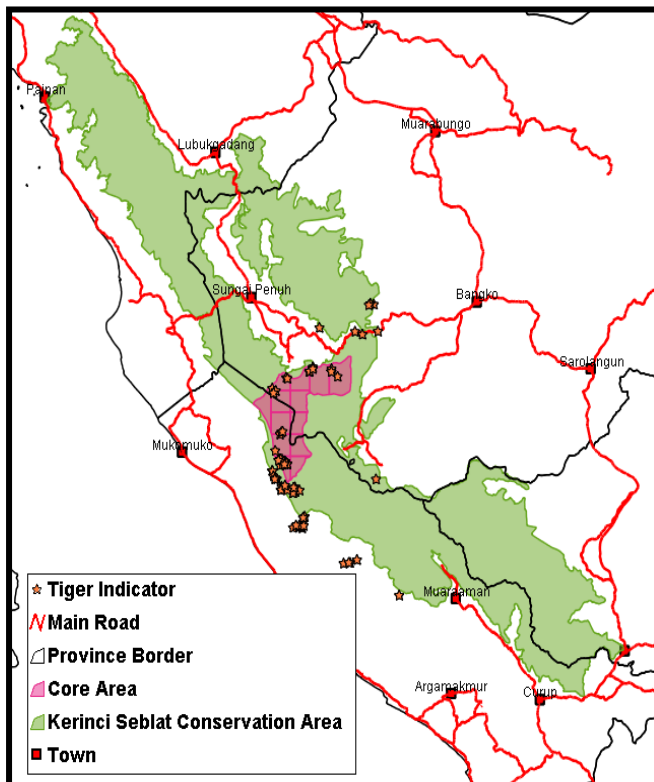 Painan
Muarabungo
Lubukgadang
Sungai Penuh
Bangko
Sarolangun
Mukomuko
Muaraaman
Argamakmur
Curup
Tiger Indicator
Main Road
Province Border
Core Area
Kerinci Seblat Conservation Area
Town